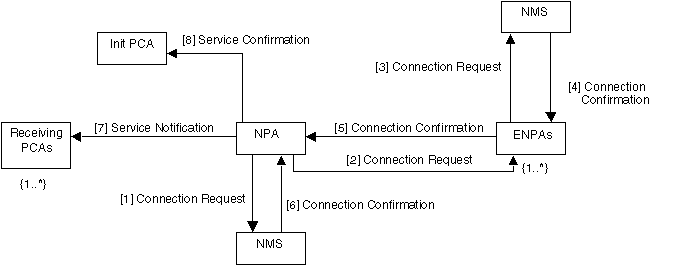 NMS
Init PCA
[8] Service Confirmation
[3] Connection Request
[4] Connection
Confirmation
Receiving
PCAs
[7] Service Notification
NPA
[5] Connection Confirmation
ENPAs
[2] Connection Request
{1..*}
{1..*}
[1] Connection Request
[6] Connection Confirmation
NMS